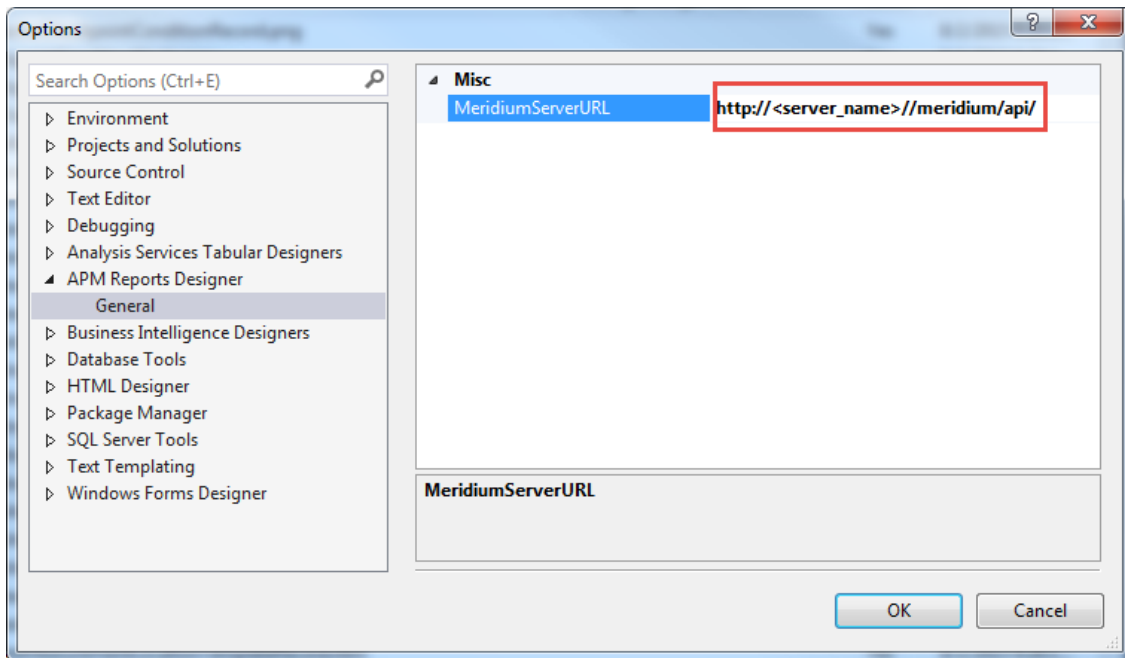 Options
Search Options (Ctrl+E)
Environment
Projects and Solutions
Source Control
Text Editor
Debugging
Analysis Services Tabular Designers
APM Reports Designer
General
Business Intelligence Designers
Database Tools
HTML Designer
Package Manager
SQL Server Tools
Text Templating
Windows Forms Designer
Misc
MeridiumServerURL http://<server_name>//meridium/api/
MeridiumServerURL
OK Cancel